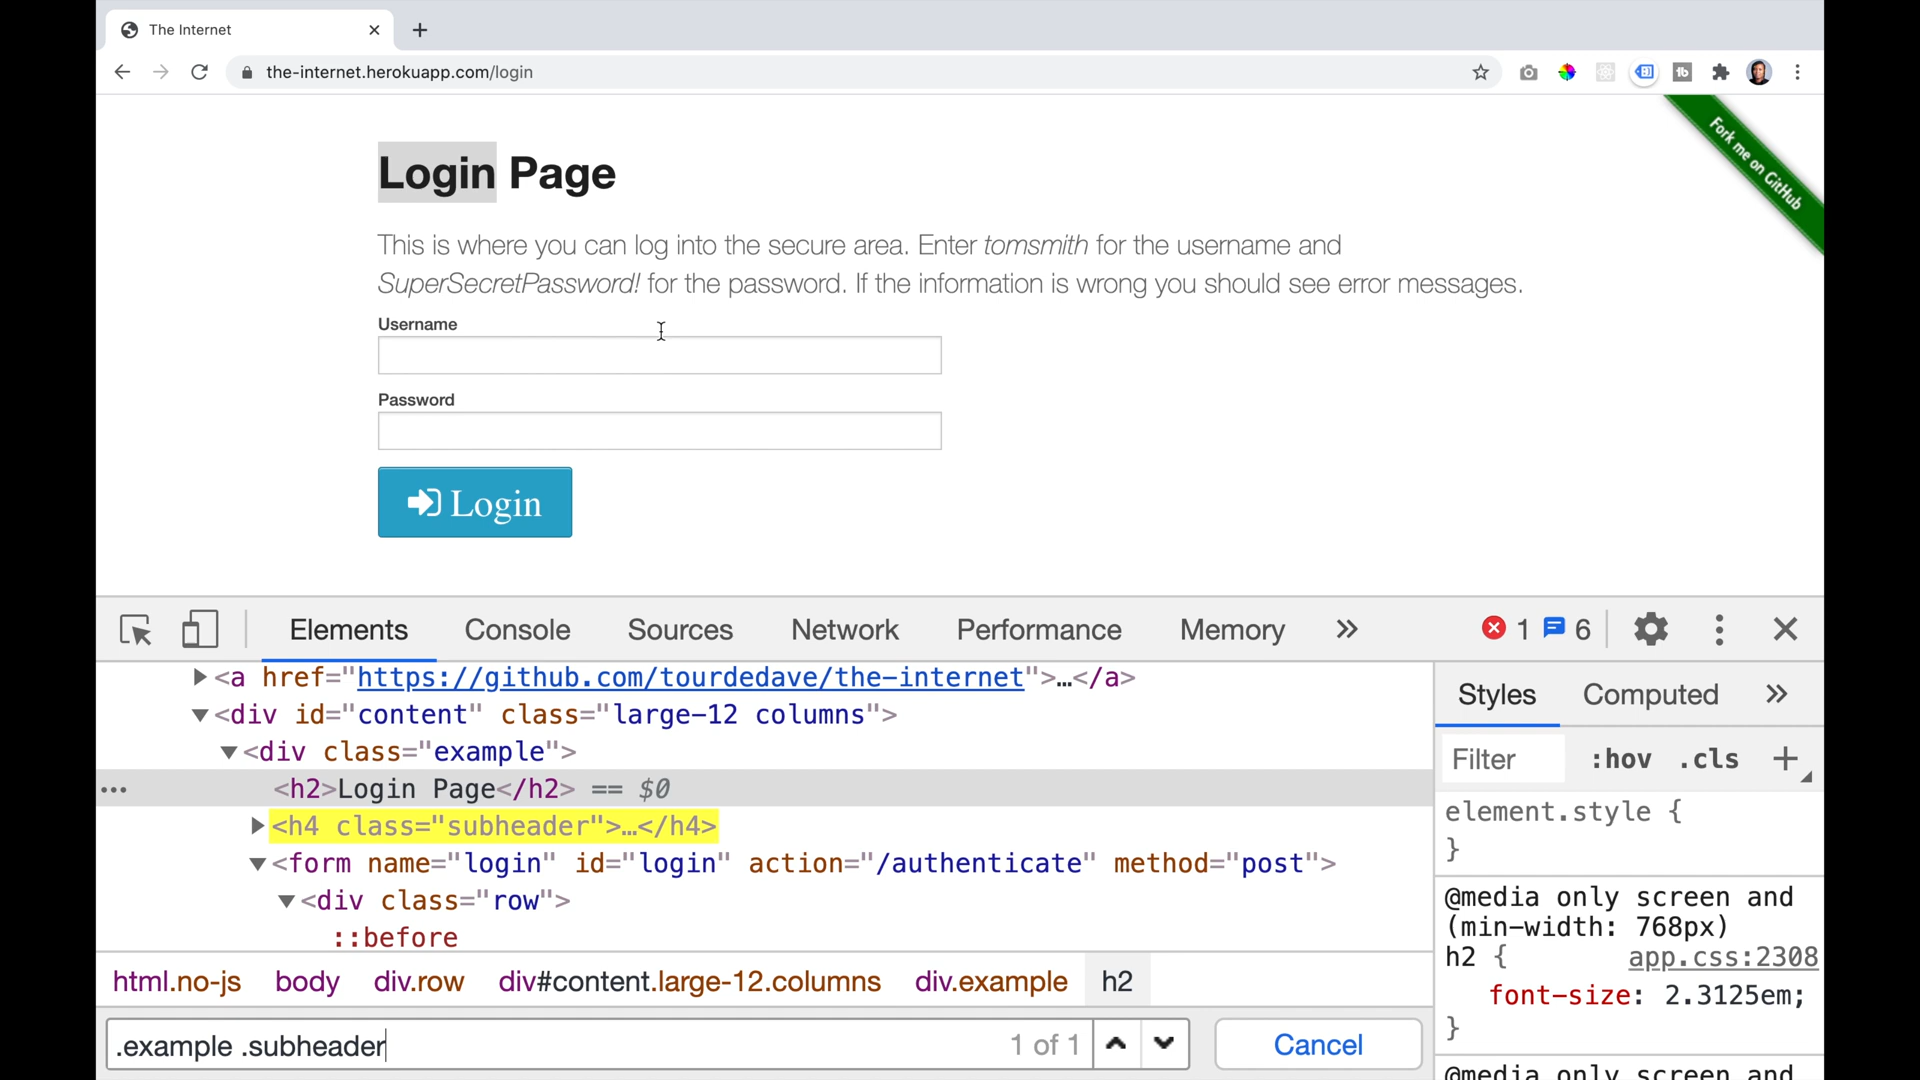 The Internet
the-internet.herokuapp.com/login
Fork me on GitHub
Login Page
This is where you can log into the secure area. Enter tomsmith for the username and
SuperSecretPassword! for the password. If the information is wrong you should see error messages.
Username
Password
Login
Elements Console Sources Network Performance Memory 1 6
<a href="https://github.com/tourdedave/the-internet">…</a>
<div id="content" class="large-12 columns">
<div class="example">
<h2>Login Page</h2> == $0
<h4 class="subheader">…</h4>
<form name="login" id="login" action="/authenticate" method="post">
<div class="row">
::before
html.no-js body div.row div#content.large-12.columns div.example h2
.example .subheader 1 of 1 Cancel
Styles Computed
Filter :hov .cls +
element.style {
}
@media only screen and
(min-width: 768px)
h2 { app.css:2308
font-size: 2.3125em;
}
@media only screen and